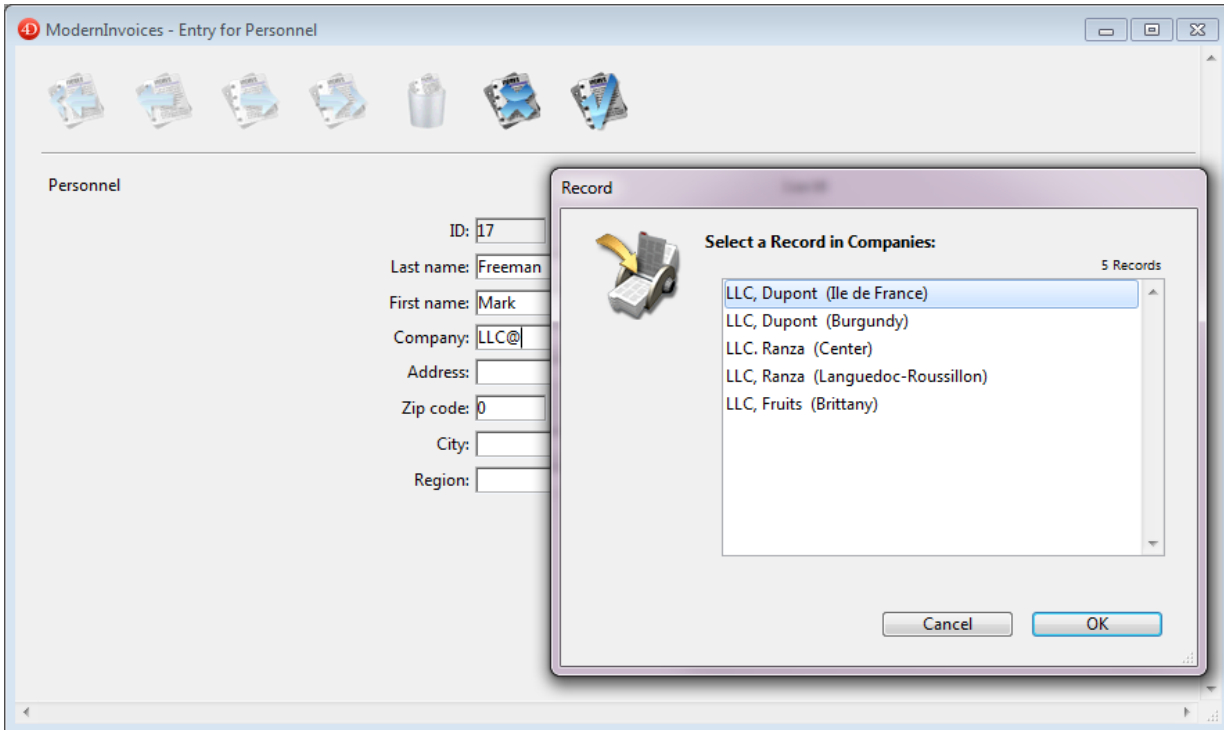 4D ModernInvoices - Entry for Personnel
Personnel
ID: 17
Last name: Freeman
First name: Mark
Company: LLC@
Address:
Zip code: 0
City:
Region:
Record
Select a Record in Companies:
5 Records
LLC, Dupont (Ile de France)
LLC, Dupont (Burgundy)
LLC. Ranza (Center)
LLC, Ranza (Languedoc-Roussillon)
LLC, Fruits (Brittany)
Cancel OK